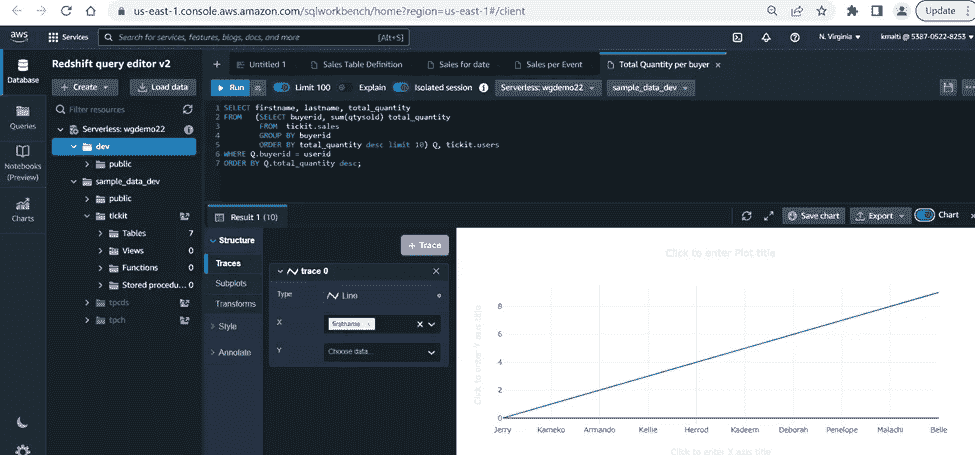 us-east-1.console.aws.amazon.com/sqlworkbench/home?region=us-east-1#/client
Update
aws
Services
Search for services, features, blogs, docs, and more
[Alt+S]
N. Virginia
kmalti @ 5387-0522-8253
Database
Queries
Notebooks
(Preview)
Charts
Redshift query editor v2
Create
Load data
Filter resources
Serverless: wgdemo22
dev
public
sample_data_dev
public
tickit
Tables 7
Views 0
Functions 0
Stored procedu... 0
tpcds
tpch
Untitled 1
Sales Table Definition
Sales for date
Sales per Event
Total Quantity per buyer
Run
Limit 100
Explain
Isolated session
Serverless: wgdemo22
sample_data_dev
1 SELECT firstname, lastname, total_quantity
2 FROM (SELECT buyerid, sum(qtysold) total_quantity
3 FROM tickit.sales
4 GROUP BY buyerid
5 ORDER BY total_quantity desc limit 10) Q, tickit.users
6 WHERE Q.buyerid = userid
7 ORDER BY Q.total_quantity desc;
Result 1 (10)
Save chart
Export
Chart
Structure
Traces
Subplots
Transforms
Style
Annotate
+ Trace
trace 0
Type
Line
X
firstname
Y
Choose data...
Click to enter Plot title
Click to enter Y axis title
8
6
4
2
0
Jerry
Kameko
Armando
Kellie
Herrod
Kadeem
Deborah
Penelope
Malachi
Belle
Click to enter X axis title